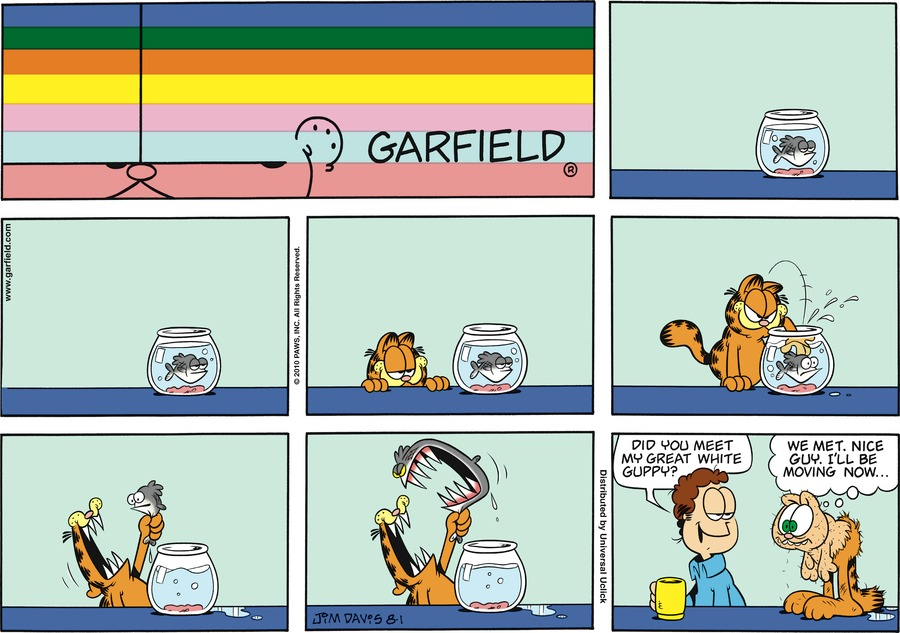 GARFIELD
®
www.garfield.com
© 2010 PAWS, INC. All Rights Reserved.
JIM DAVIS 8-1
Distributed by Universal Uclick
DID YOU MEET
MY GREAT WHITE
GUPPY?
WE MET. NICE
GUY. I'LL BE
MOVING NOW...